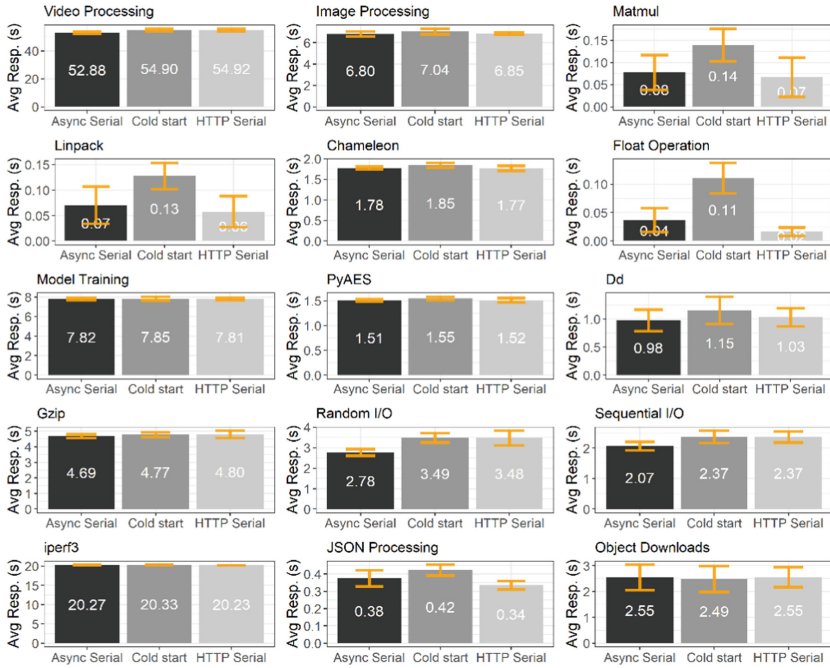 Video Processing
Image Processing
Matmul
Avg Resp. (s)
40
20
0
52.88
54.90
54.92
Async Serial Cold start HTTP Serial
Avg Resp. (s)
6
4
2
0
6.80
7.04
6.85
Async Serial Cold start HTTP Serial
Avg Resp. (s)
0.15
0.10
0.05
0.00
0.08
0.14
0.07
Async Serial Cold start HTTP Serial
Linpack
Chameleon
Float Operation
Avg Resp. (s)
0.15
0.10
0.05
0.00
0.07
0.13
0.06
Async Serial Cold start HTTP Serial
Avg Resp. (s)
2.0
1.5
1.0
0.5
0.0
1.78
1.85
1.77
Async Serial Cold start HTTP Serial
Avg Resp. (s)
0.10
0.05
0.00
0.04
0.11
0.02
Async Serial Cold start HTTP Serial
Model Training
PyAES
Dd
Avg Resp. (s)
8
6
4
2
0
7.82
7.85
7.81
Async Serial Cold start HTTP Serial
Avg Resp. (s)
1.5
1.0
0.5
0.0
1.51
1.55
1.52
Async Serial Cold start HTTP Serial
Avg Resp. (s)
1.0
0.5
0.0
0.98
1.15
1.03
Async Serial Cold start HTTP Serial
Gzip
Random I/O
Sequential I/O
Avg Resp. (s)
5
4
3
2
1
0
4.69
4.77
4.80
Async Serial Cold start HTTP Serial
Avg Resp. (s)
4
3
2
1
0
2.78
3.49
3.48
Async Serial Cold start HTTP Serial
Avg Resp. (s)
2
1
0
2.07
2.37
2.37
Async Serial Cold start HTTP Serial
iperf3
JSON Processing
Object Downloads
Avg Resp. (s)
20
15
10
5
0
20.27
20.33
20.23
Async Serial Cold start HTTP Serial
Avg Resp. (s)
0.4
0.3
0.2
0.1
0.0
0.38
0.42
0.34
Async Serial Cold start HTTP Serial
Avg Resp. (s)
3
2
1
0
2.55
2.49
2.55
Async Serial Cold start HTTP Serial